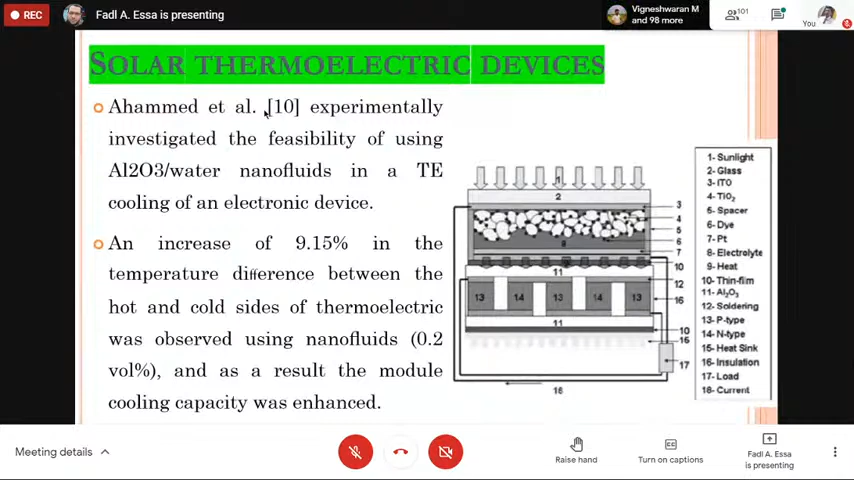 REC
Fadl A. Essa is presenting
Vigneshwaran M
and 98 more
101
You
SOLAR THERMOELECTRIC DEVICES
Ahammed et al. [10] experimentally
investigated the feasibility of using
Al2O3/water nanofluids in a TE
cooling of an electronic device.
An increase of 9.15% in the
temperature difference between the
hot and cold sides of thermoelectric
was observed using nanofluids (0.2
vol%), and as a result the module
cooling capacity was enhanced.
1
2
3
4
5
6
8
7
10
11
12
13 14 13 14 13
16
11
10
16
17
18
1- Sunlight
2- Glass
3- ITO
4- TiO₂
5- Spacer
6- Dye
7- Pt
8- Electrolyte
9- Heat
10- Thin-film
11- Al₂O₃
12- Soldering
13- P-type
14- N-type
15- Heat Sink
16- Insulation
17- Load
18- Current
Meeting details
Raise hand
Turn on captions
Fadl A. Essa
is presenting